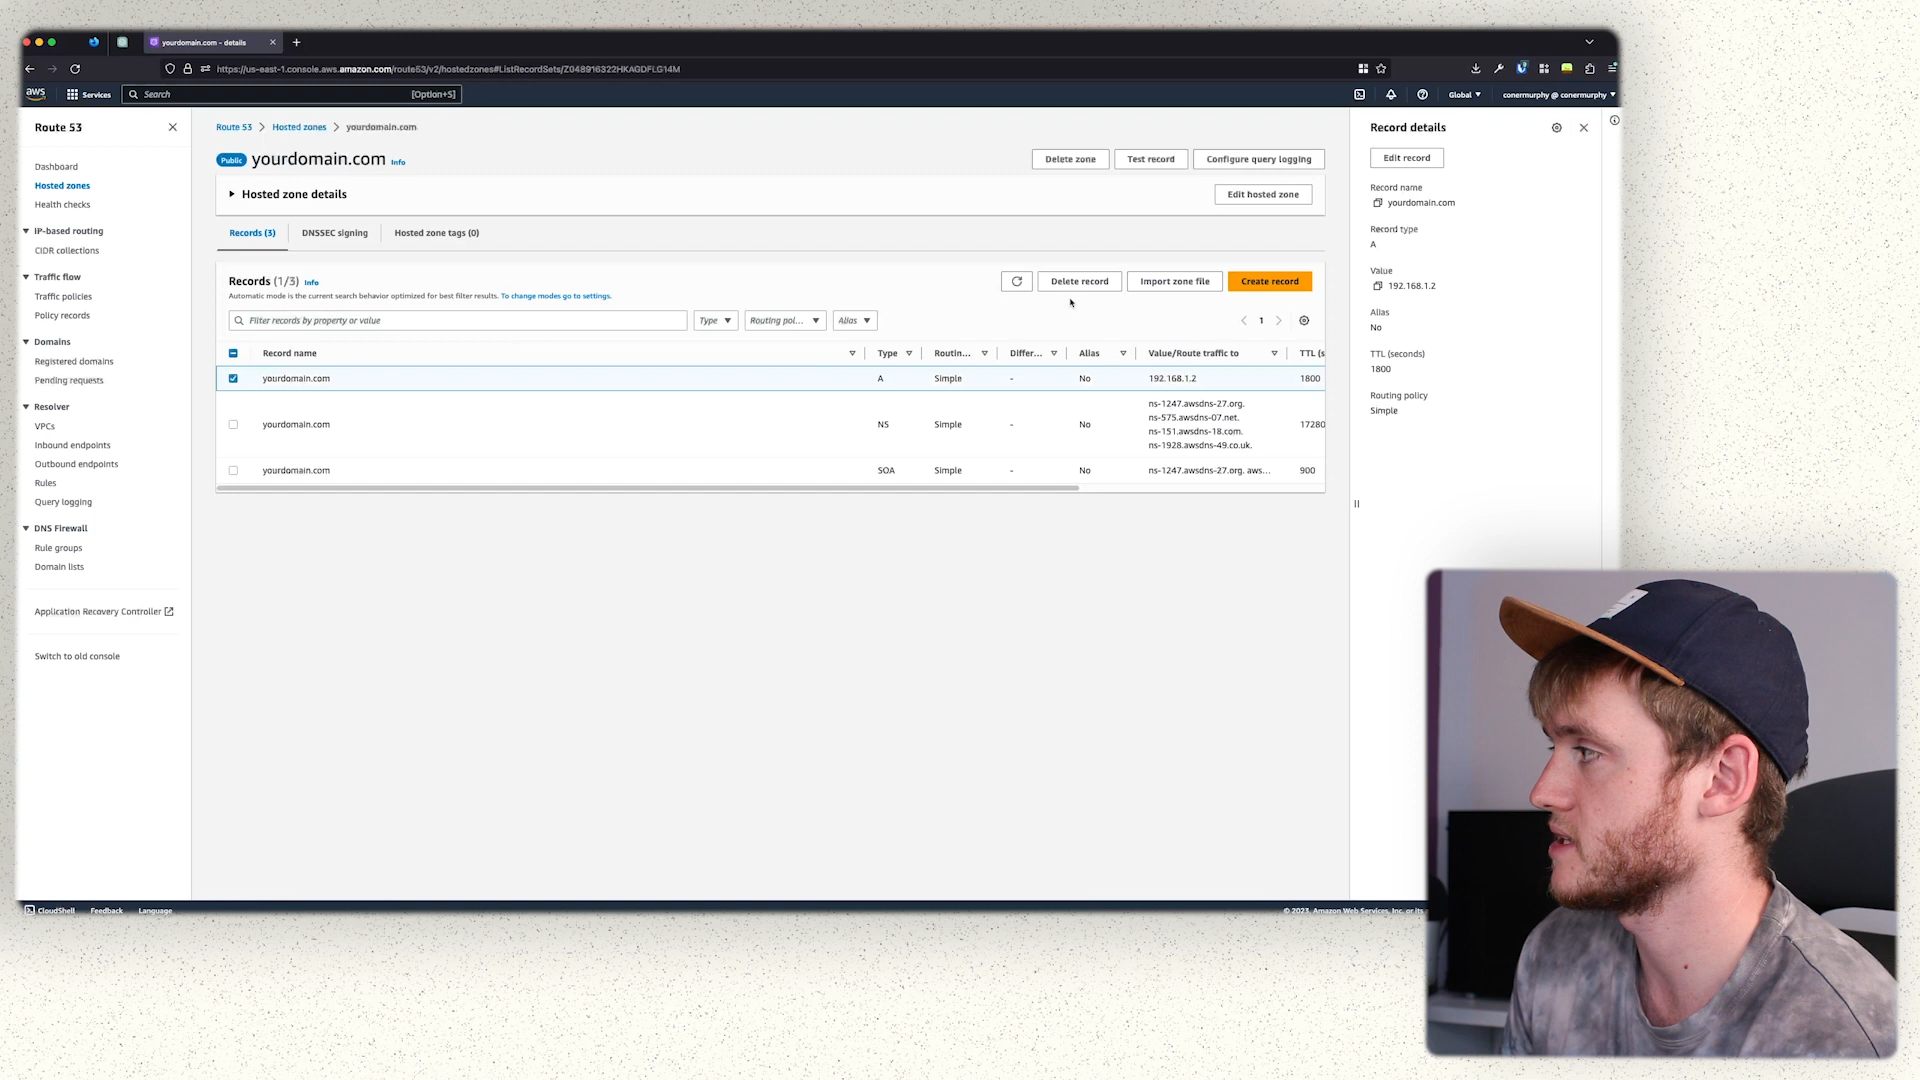 yourdomain.com - details
https://us-east-1.console.aws.amazon.com/route53/v2/hostedzones#ListRecordSets/Z048916322HKAGDFLG14M
aws
Services
Search
[Option+S]
Global
conermurphy @ conermurphy
Route 53
Dashboard
Hosted zones
Health checks
IP-based routing
CIDR collections
Traffic flow
Traffic policies
Policy records
Domains
Registered domains
Pending requests
Resolver
VPCs
Inbound endpoints
Outbound endpoints
Rules
Query logging
DNS Firewall
Rule groups
Domain lists
Application Recovery Controller
Switch to old console
Route 53 > Hosted zones > yourdomain.com
Public yourdomain.com Info
Delete zone
Test record
Configure query logging
Hosted zone details
Edit hosted zone
Records (3)
DNSSEC signing
Hosted zone tags (0)
Records (1/3) Info
Automatic mode is the current search behavior optimized for best filter results. To change modes go to settings.
Delete record
Import zone file
Create record
Filter records by property or value
Type
Routing pol...
Alias
1
Record name Type Routin... Differ... Alias Value/Route traffic to TTL (s
yourdomain.com A Simple - No 192.168.1.2 1800
yourdomain.com NS Simple - No ns-1247.awsdns-27.org. 17280
ns-575.awsdns-07.net.
ns-151.awsdns-18.com.
ns-1928.awsdns-49.co.uk.
yourdomain.com SOA Simple - No ns-1247.awsdns-27.org. aws... 900
Record details
Edit record
Record name
yourdomain.com
Record type
A
Value
192.168.1.2
Alias
No
TTL (seconds)
1800
Routing policy
Simple
CloudShell
Feedback
Language
© 2023, Amazon Web Services, Inc. or its